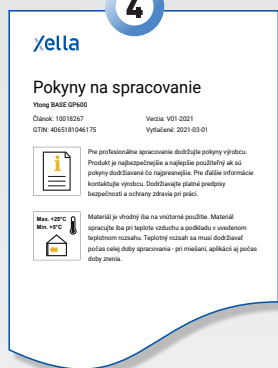 4
xella
Pokyny na spracovanie
Ytong BASE GP600
Článok: 10018267
Verzia: V01-2021
GTIN: 4065181046175
Vytlačené: 2021-03-01
Pre profesionálne spracovanie dodržujte pokyny výrobcu.
Produkt je najbezpečnejšie a najlepšie použiteľný ak sú
pokyny dodržiavané čo najpresnejšie. Pre ďalšie informácie
kontaktujte výrobcu. Dodržiavajte platné predpisy
bezpečnosti a ochrany zdravia pri práci.
i
Max. +25°C
Min. +5°C
Materiál je vhodný iba na vnútorné použitie. Materiál
spracujte iba pri teplote vzduchu a podkladu v uvedenom
teplotnom rozsahu. Teplotný rozsah sa musí dodržiavať
počas celej doby spracovania - pri miešaní, aplikácii aj počas
doby zrenia.